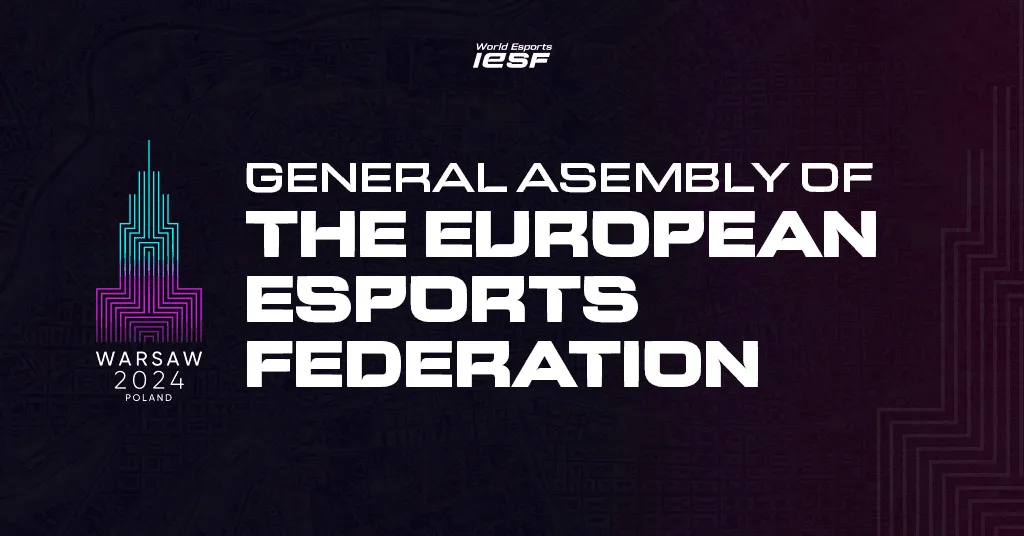 World Esports
IESF
GENERAL ASEMBLY OF
THE EUROPEAN
ESPORTS
FEDERATION
WARSAW
2024
POLAND